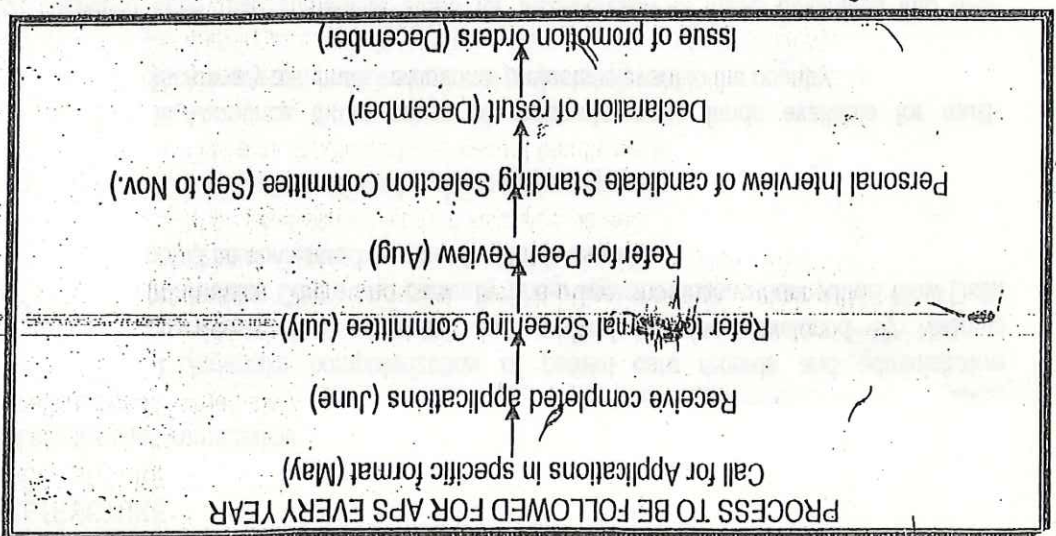 PROCESS TO BE FOLLOWED FOR APS EVERY YEAR
Call for Applications in specific format (May)
Receive completed applications (June)
Refer to Screening Committee (July)
Refer for Peer Review (Aug)
Personal Interview of candidate Standing Selection Committee (Sep.to Nov.)
Declaration of result (December)
Issue of promotion orders (December)